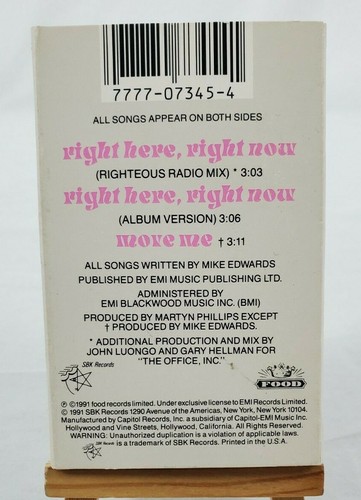 7777-07345-4
ALL SONGS APPEAR ON BOTH SIDES
right here, right now
(RIGHTEOUS RADIO MIX) * 3:03
right here, right now
(ALBUM VERSION) 3:06
move me † 3:11
ALL SONGS WRITTEN BY MIKE EDWARDS
PUBLISHED BY EMI MUSIC PUBLISHING LTD.
ADMINISTERED BY
EMI BLACKWOOD MUSIC INC. (BMI)
PRODUCED BY MARTYN PHILLIPS EXCEPT
† PRODUCED BY MIKE EDWARDS.
* ADDITIONAL PRODUCTION AND MIX BY
JOHN LUONGO AND GARY HELLMAN FOR
"THE OFFICE, INC."
SBK Records
FOOD
℗ © 1991 food records limited. Under exclusive license to EMI Records Limited.
© 1991 SBK Records 1290 Avenue of the Americas, New York, New York 10104.
Manufactured by Capitol Records, Inc. a subsidiary of Capitol-EMI Music Inc.
Hollywood and Vine Streets, Hollywood, California. All Rights Reserved.
WARNING: Unauthorized duplication is a violation of applicable laws.
SBK Records is a trademark of SBK Records. Printed in the U.S.A.